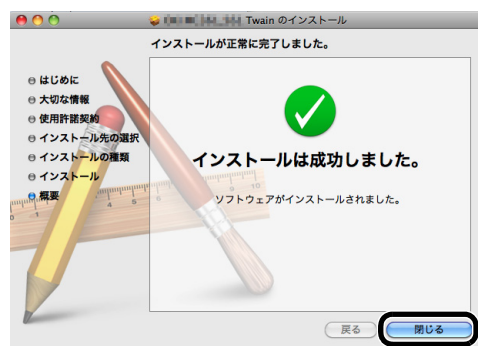 Twain のインストール
インストールが正常に完了しました。
はじめに
大切な情報
使用許諾契約
インストール先の選択
インストールの種類
インストール
概要
インストールは成功しました。
ソフトウェアがインストールされました。
戻る
閉じる